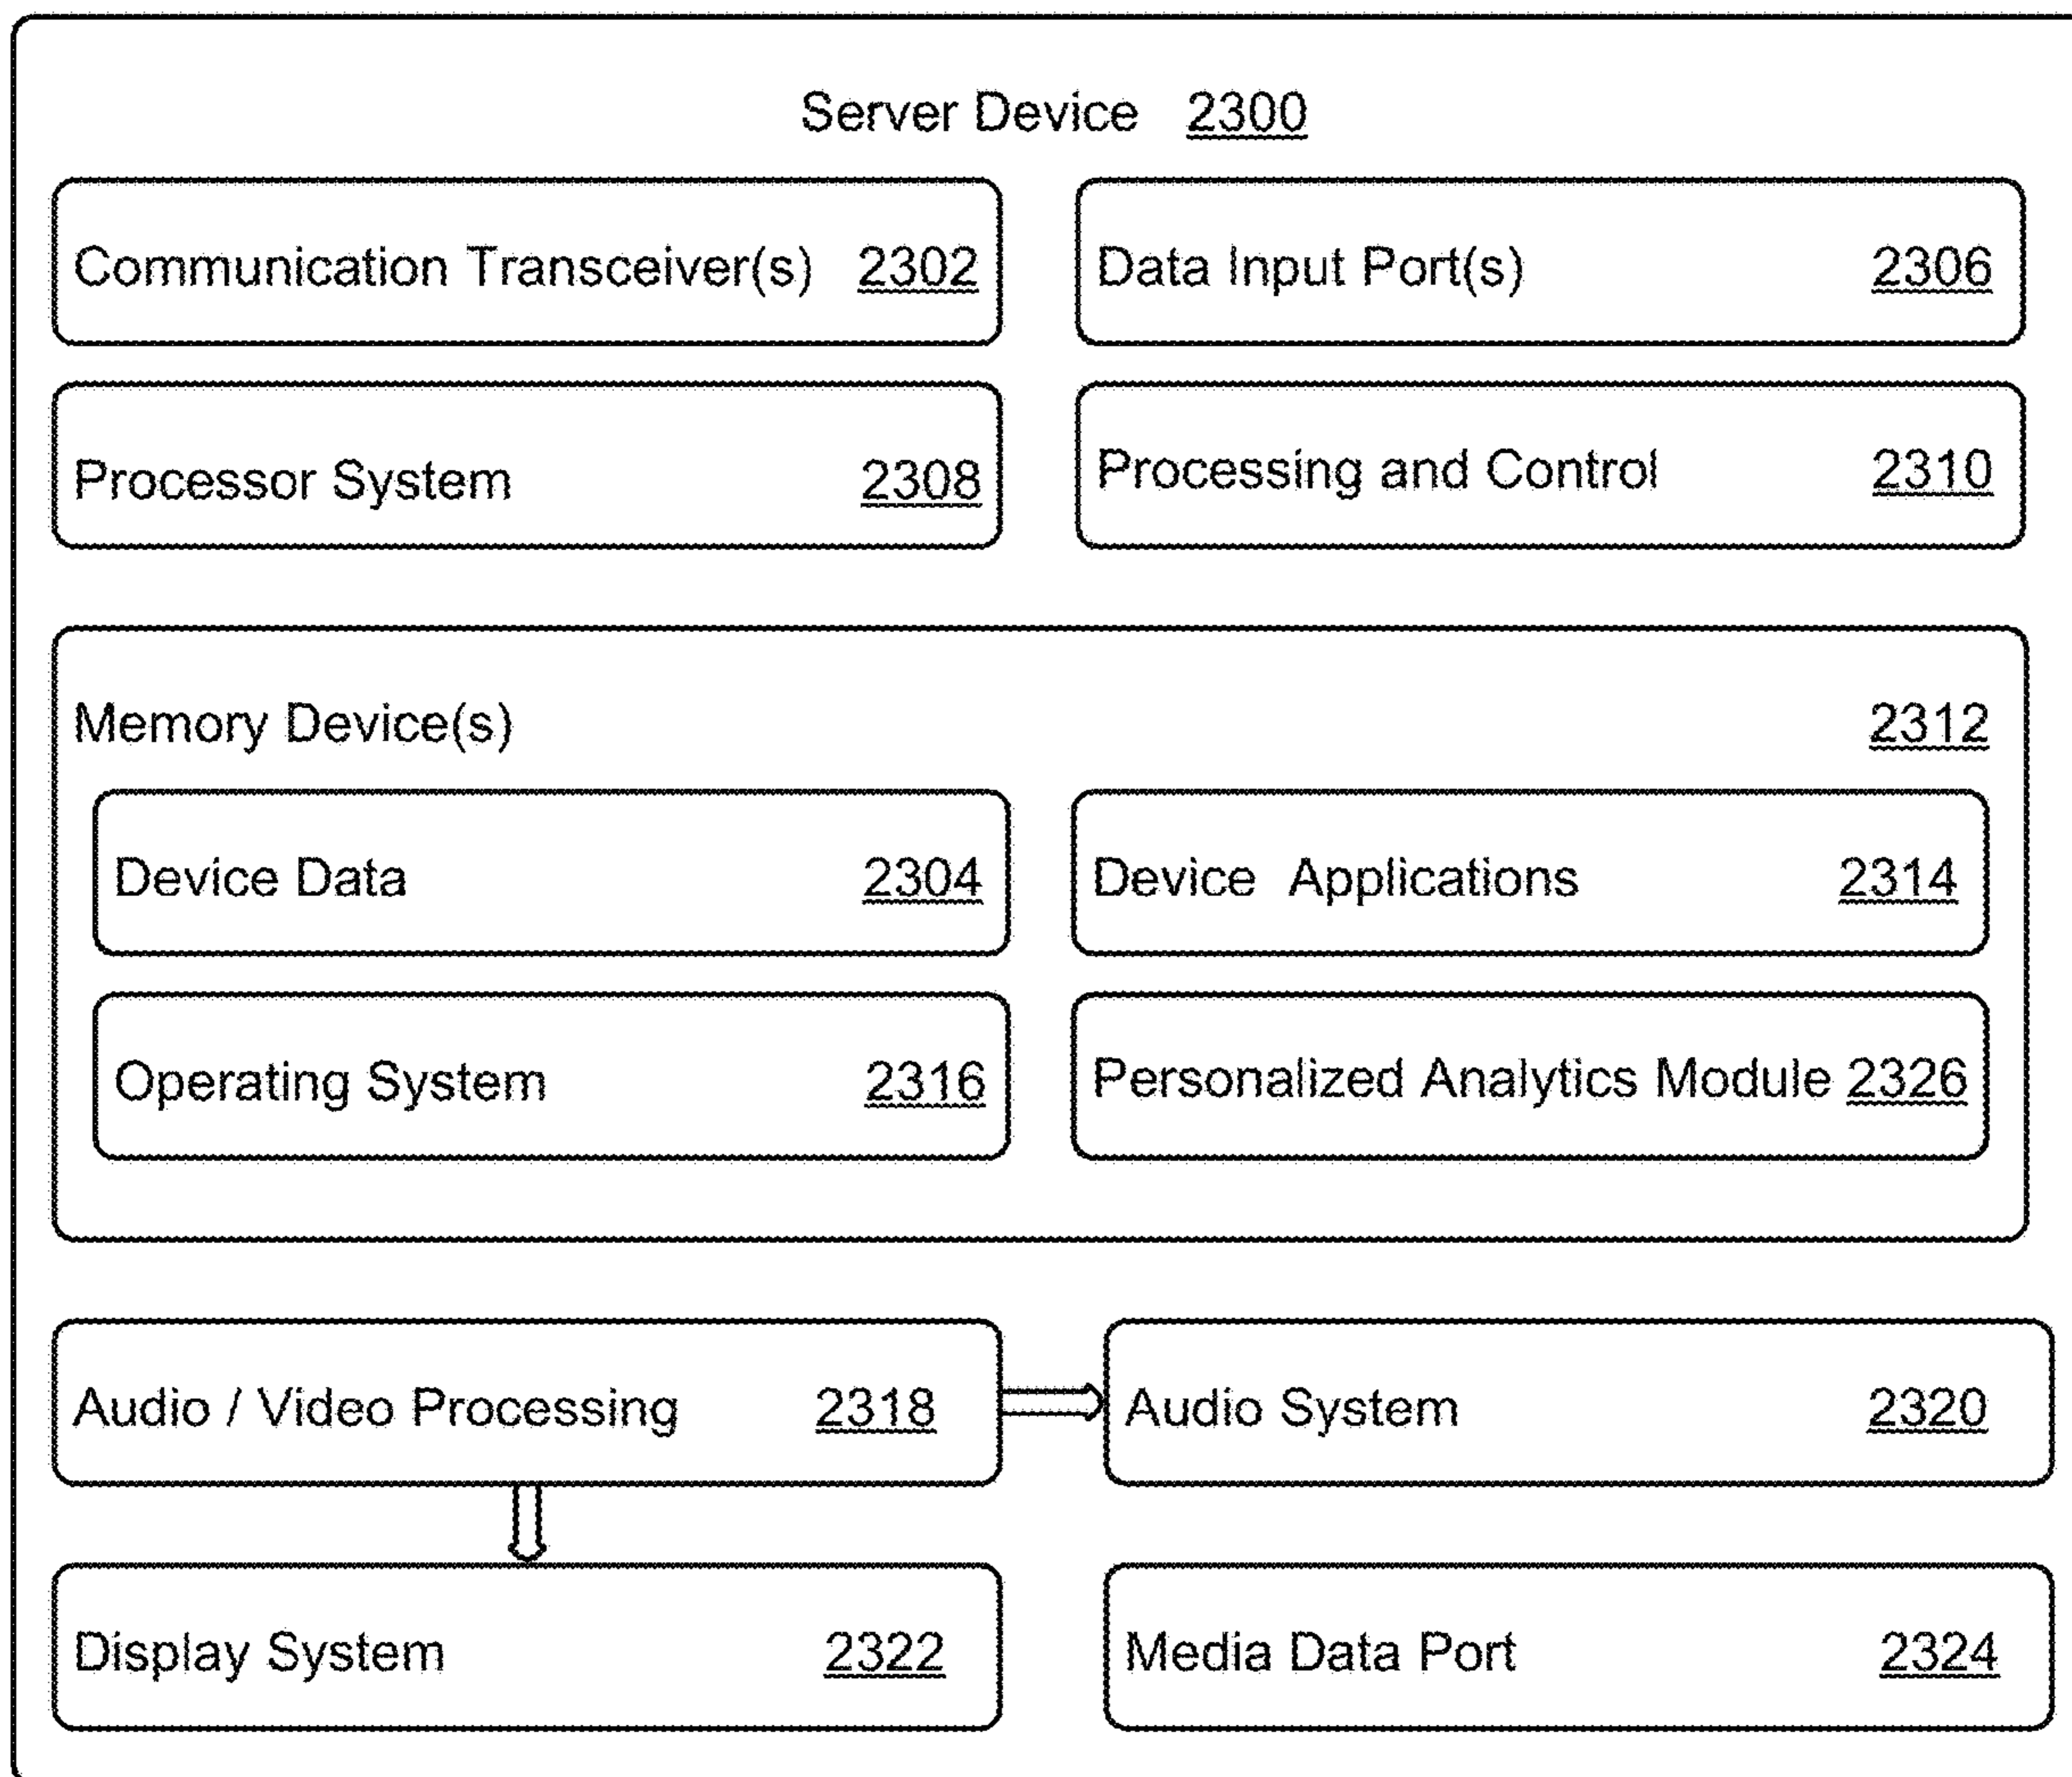 Server Device 2300
Communication Transceiver(s) 2302
Data Input Port(s) 2306
Processor System 2308
Processing and Control 2310
Memory Device(s) 2312
Device Data 2304
Device Applications 2314
Operating System 2316
Personalized Analytics Module 2326
Audio / Video Processing 2318
Audio System 2320
Display System 2322
Media Data Port 2324